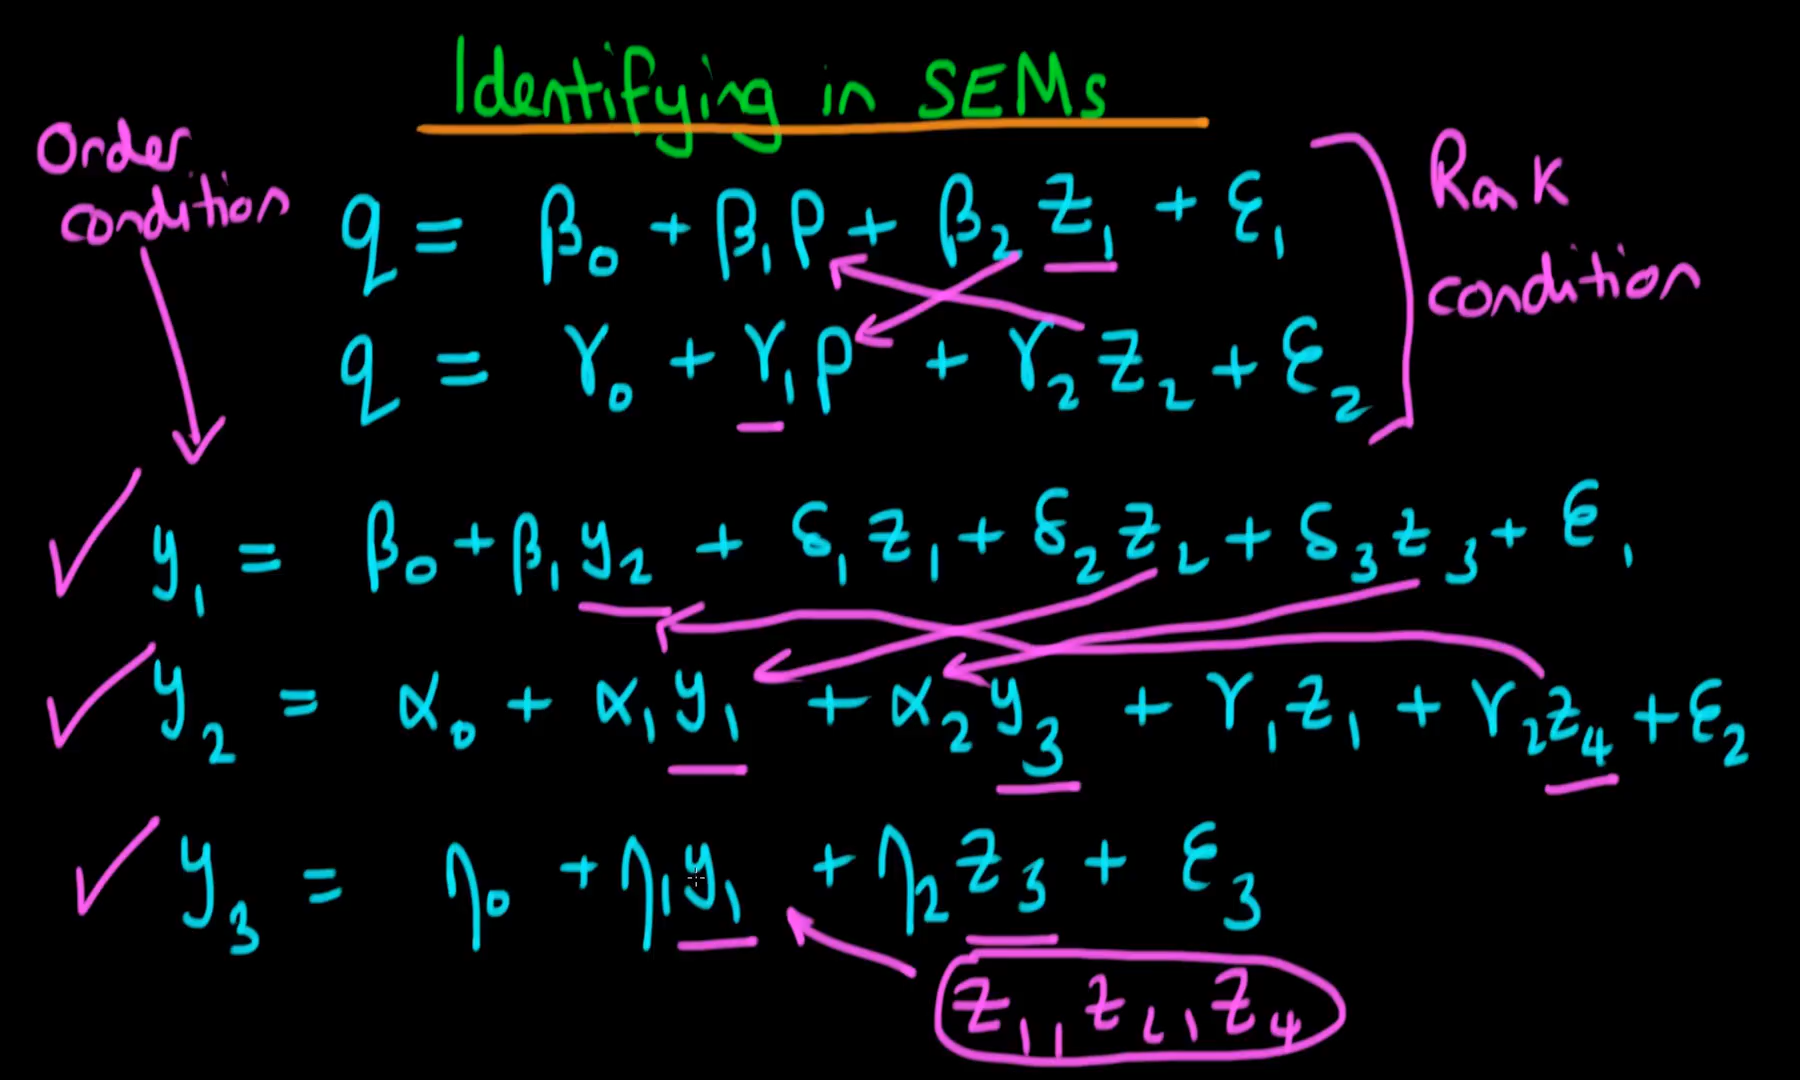 Identifying in SEMs
Order
condition
Rank
condition
q = β₀ + β₁p + β₂z₁ + ε₁
q = γ₀ + γ₁p + γ₂z₂ + ε₂
y₁ = β₀ + β₁y₂ + δ₁z₁ + δ₂z₂ + δ₃z₃ + ε₁
y₂ = α₀ + α₁y₁ + α₂y₃ + γ₁z₁ + γ₂z₄ + ε₂
y₃ = η₀ + η₁y₁ + η₂z₃ + ε₃
z₁, z₂, z₄